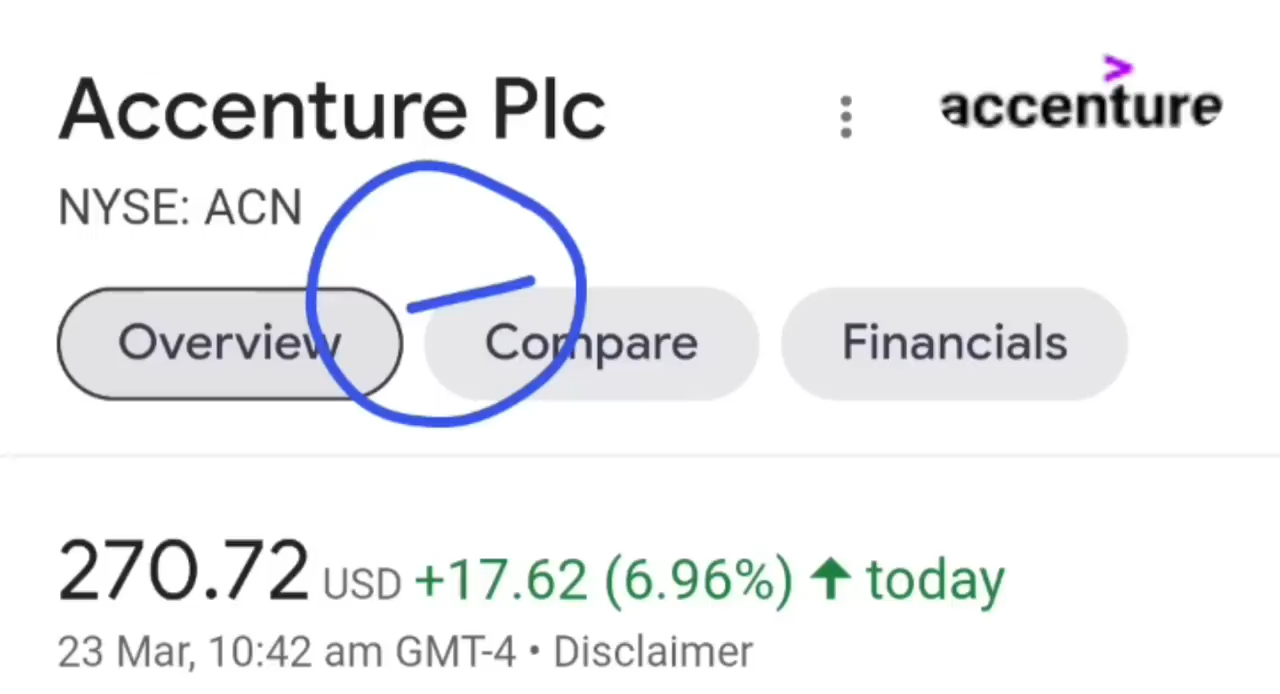 Accenture Plc
accenture
NYSE: ACN
Overview Compare Financials
270.72 USD +17.62 (6.96%) ↑ today
23 Mar, 10:42 am GMT-4 • Disclaimer